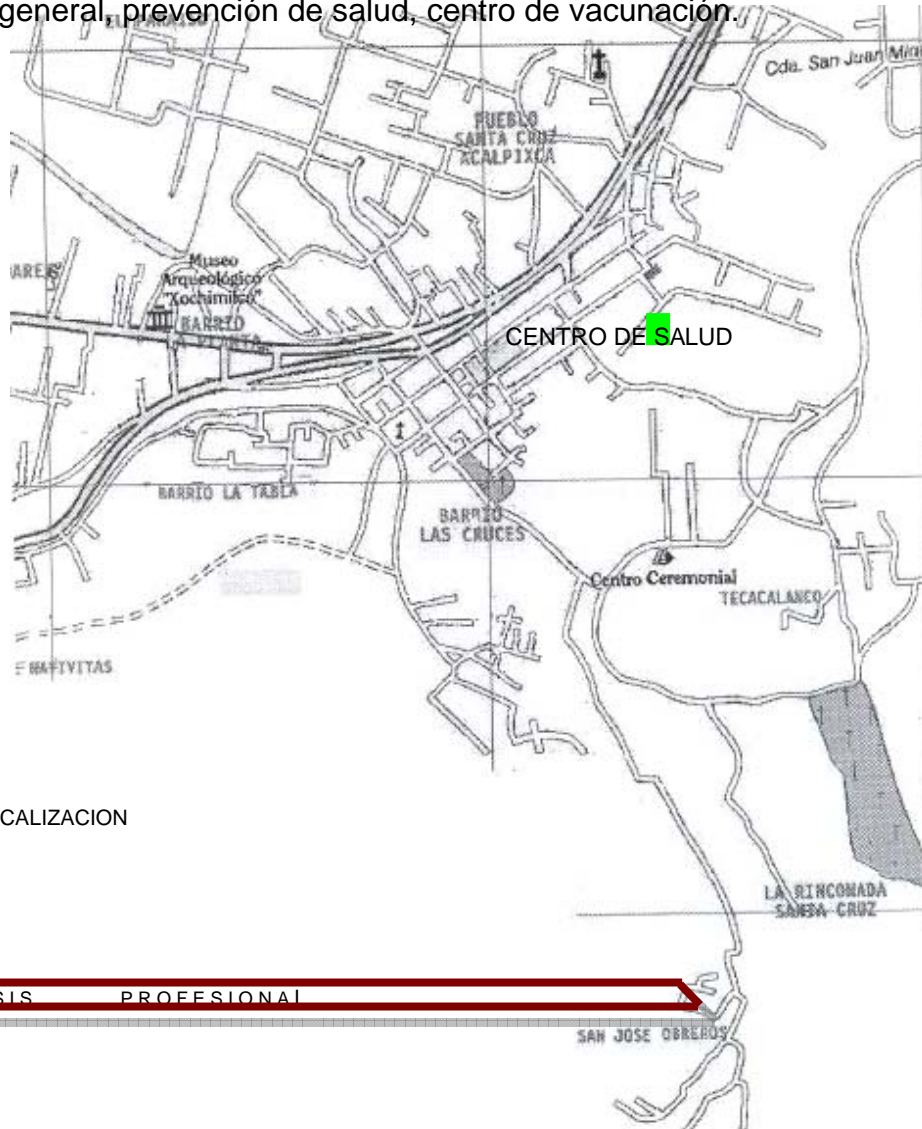 general, prevención de salud, centro de vacunación.
Cda. San Juan
PUEBLO
SANTA CRUZ
ACALPIXCA
Museo
Arqueológico
"Xochimilco"
BARRIO
CENTRO DE SALUD
BARRIO LA TABLA
BARRIO
LAS CRUCES
Centro Ceremonial
TECACALANCO
NATIVITAS
CALIZACION
LA RINCONADA
SANTA CRUZ
SIS PROFESIONAL
SAN JOSE OBREROS